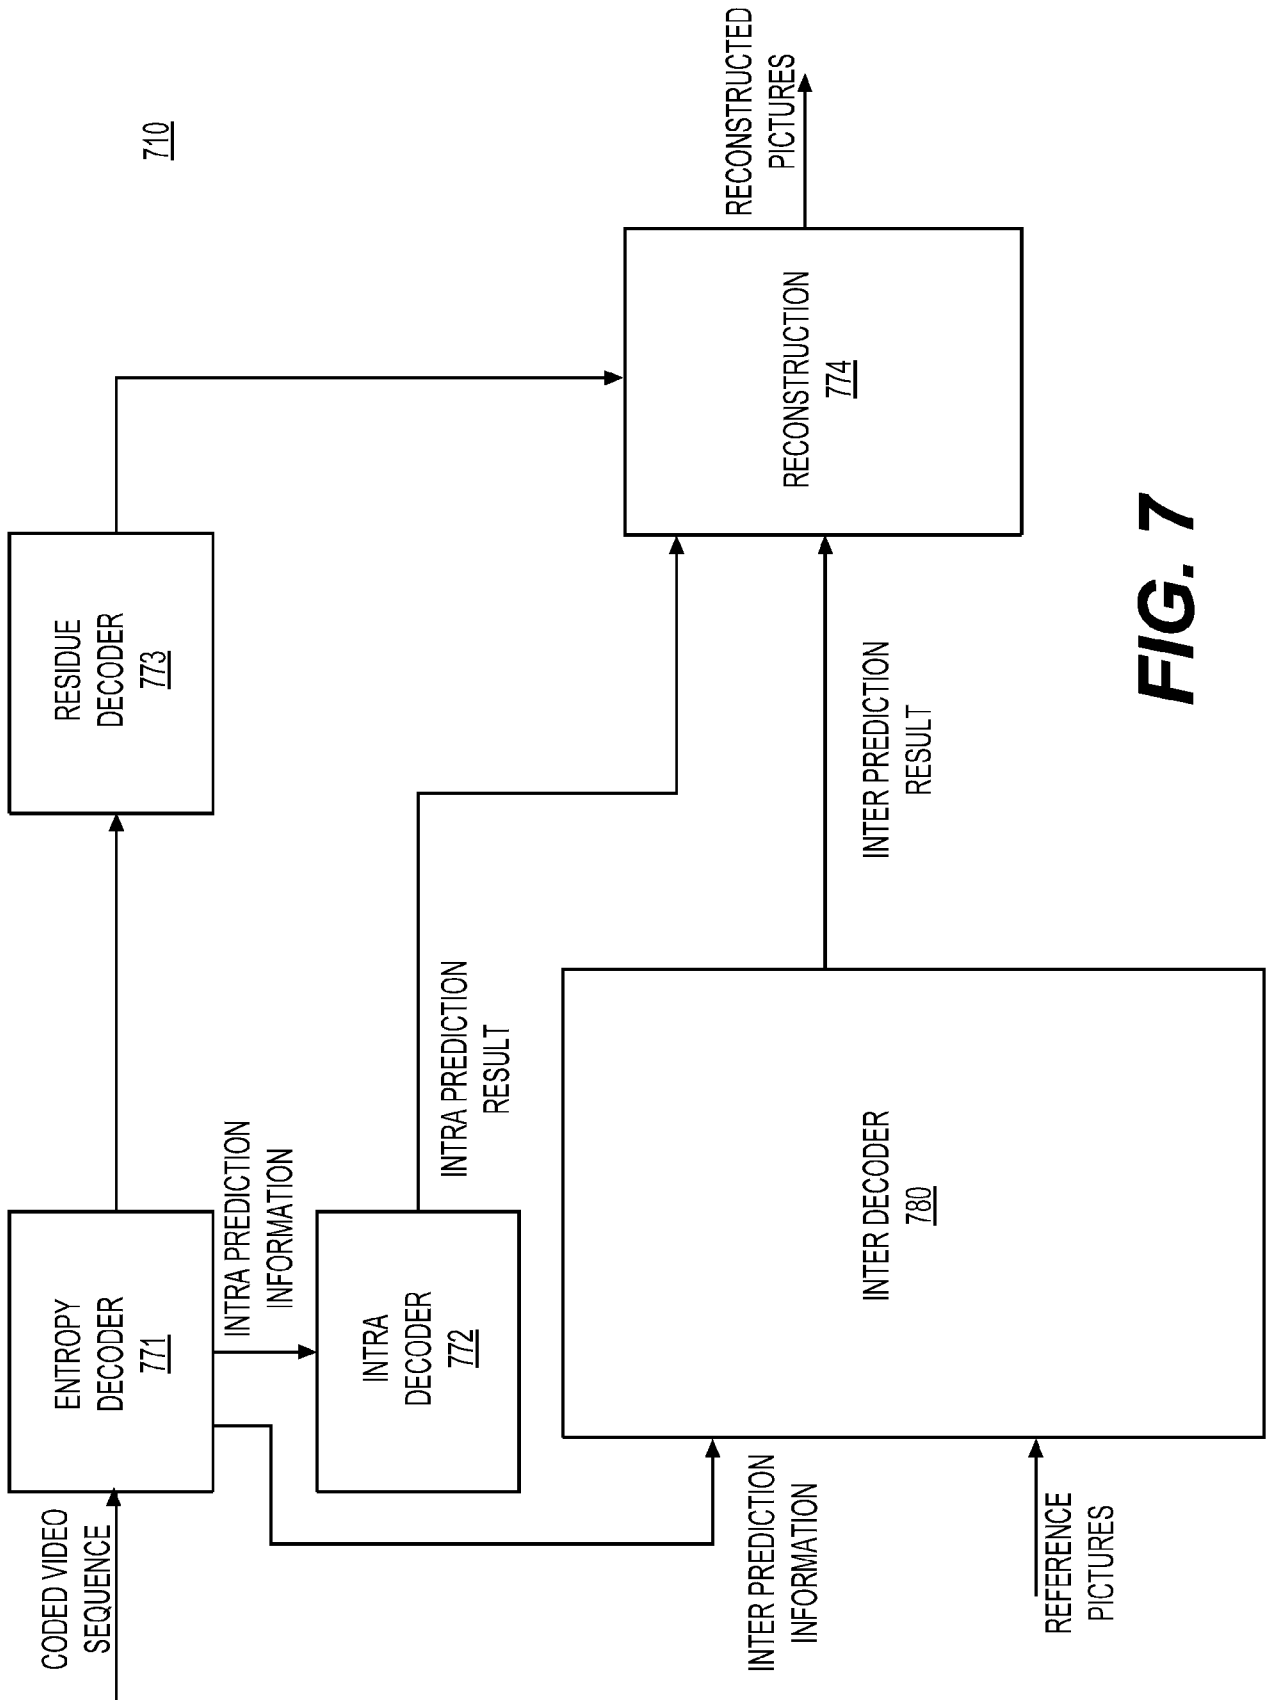 710
CODED VIDEO
SEQUENCE
ENTROPY
DECODER
771
RESIDUE
DECODER
773
INTRA PREDICTION
INFORMATION
INTRA
DECODER
772
INTRA PREDICTION
RESULT
RECONSTRUCTED
PICTURES
RECONSTRUCTION
774
INTER PREDICTION
INFORMATION
INTER DECODER
780
INTER PREDICTION
RESULT
REFERENCE
PICTURES
FIG. 7